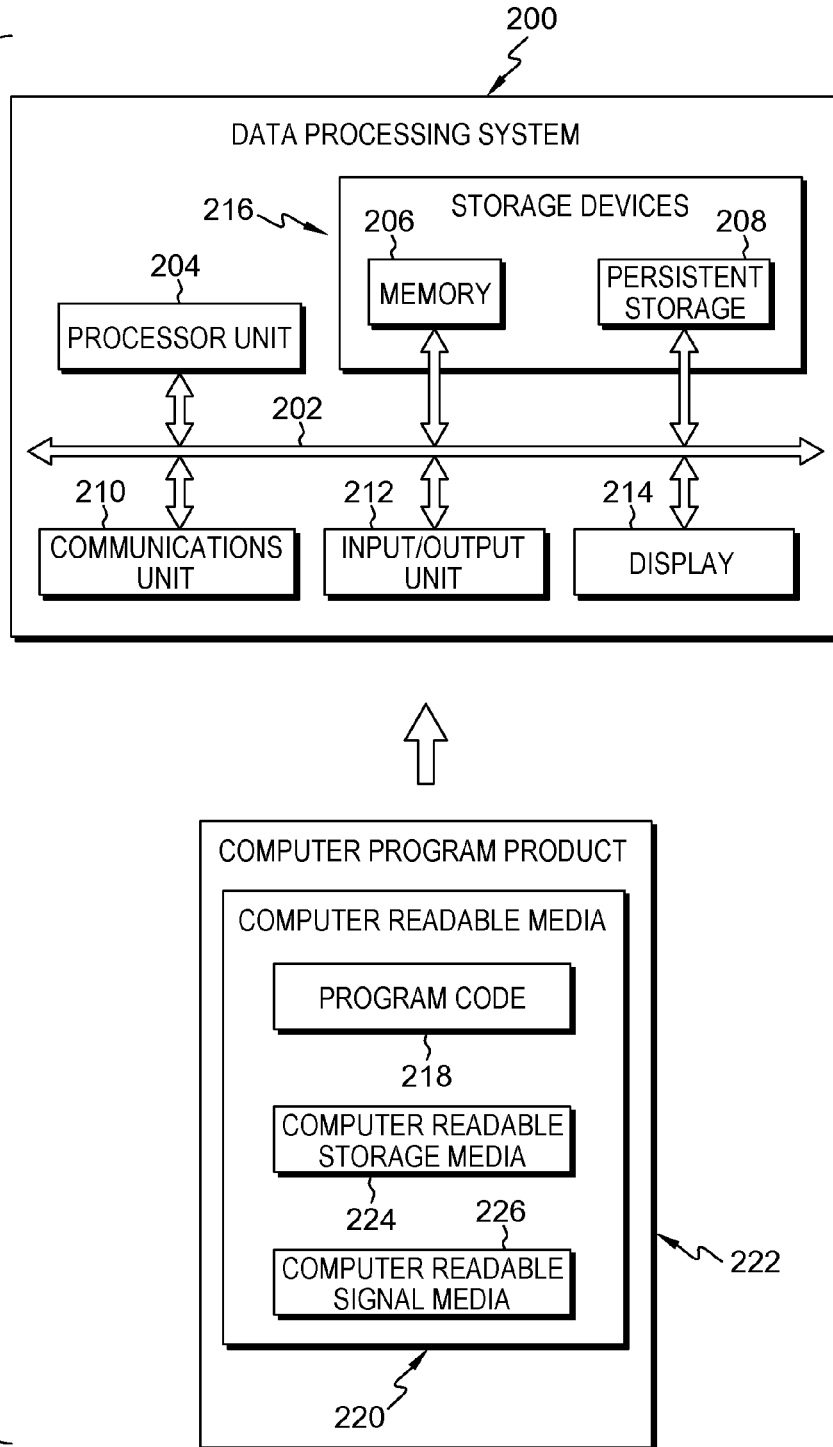 200
DATA PROCESSING SYSTEM
216
STORAGE DEVICES
206
208
204
MEMORY
PERSISTENT
STORAGE
PROCESSOR UNIT
202
210
212
214
COMMUNICATIONS
UNIT
INPUT/OUTPUT
UNIT
DISPLAY
COMPUTER PROGRAM PRODUCT
COMPUTER READABLE MEDIA
PROGRAM CODE
218
COMPUTER READABLE
STORAGE MEDIA
224
226
COMPUTER READABLE
SIGNAL MEDIA
222
220